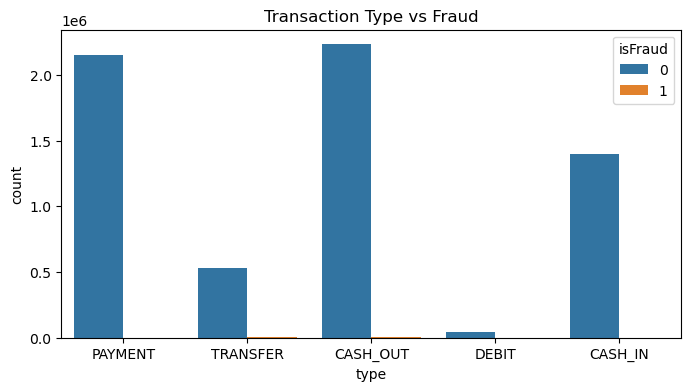 Transaction Type vs Fraud
1e6
isFraud
0
1
2.0
1.5
1.0
0.5
0.0
count
PAYMENT TRANSFER CASH_OUT DEBIT CASH_IN
type